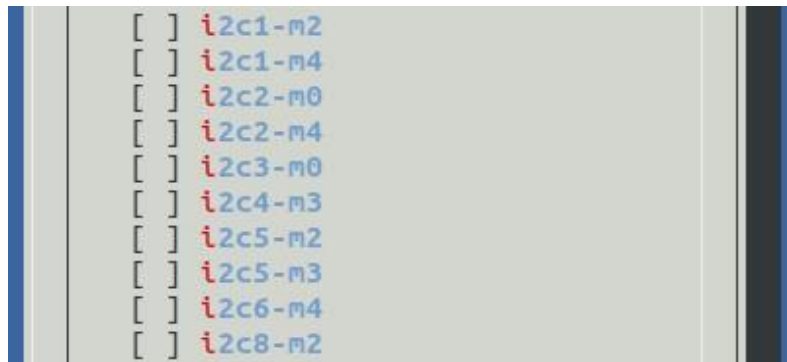 [ ] i2c1-m2
[ ] i2c1-m4
[ ] i2c2-m0
[ ] i2c2-m4
[ ] i2c3-m0
[ ] i2c4-m3
[ ] i2c5-m2
[ ] i2c5-m3
[ ] i2c6-m4
[ ] i2c8-m2